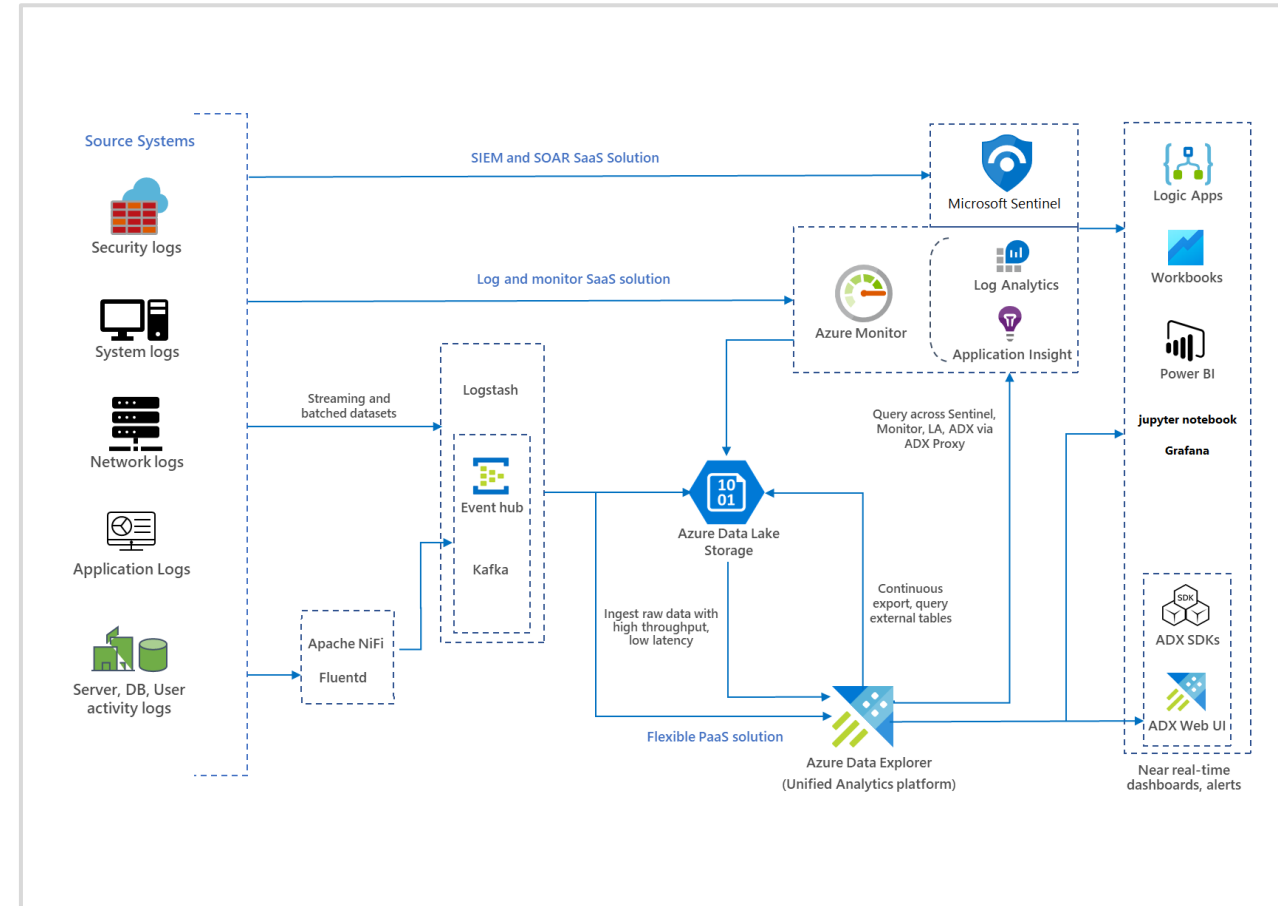 Source Systems
Security logs
System logs
Network logs
Application Logs
Server, DB, User
activity logs
SIEM and SOAR SaaS Solution
Log and monitor SaaS solution
Streaming and
batched datasets
Apache NiFi
Fluentd
Logstash
Event hub
Kafka
Microsoft Sentinel
Azure Monitor
Log Analytics
Application Insight
10
01
Azure Data Lake
Storage
Query across Sentinel,
Monitor, LA, ADX via
ADX Proxy
Ingest raw data with
high throughput,
low latency
Continuous
export, query
external tables
Flexible PaaS solution
Azure Data Explorer
(Unified Analytics platform)
Logic Apps
Workbooks
Power BI
jupyter notebook
Grafana
SDK
ADX SDKs
ADX Web UI
Near real-time
dashboards, alerts